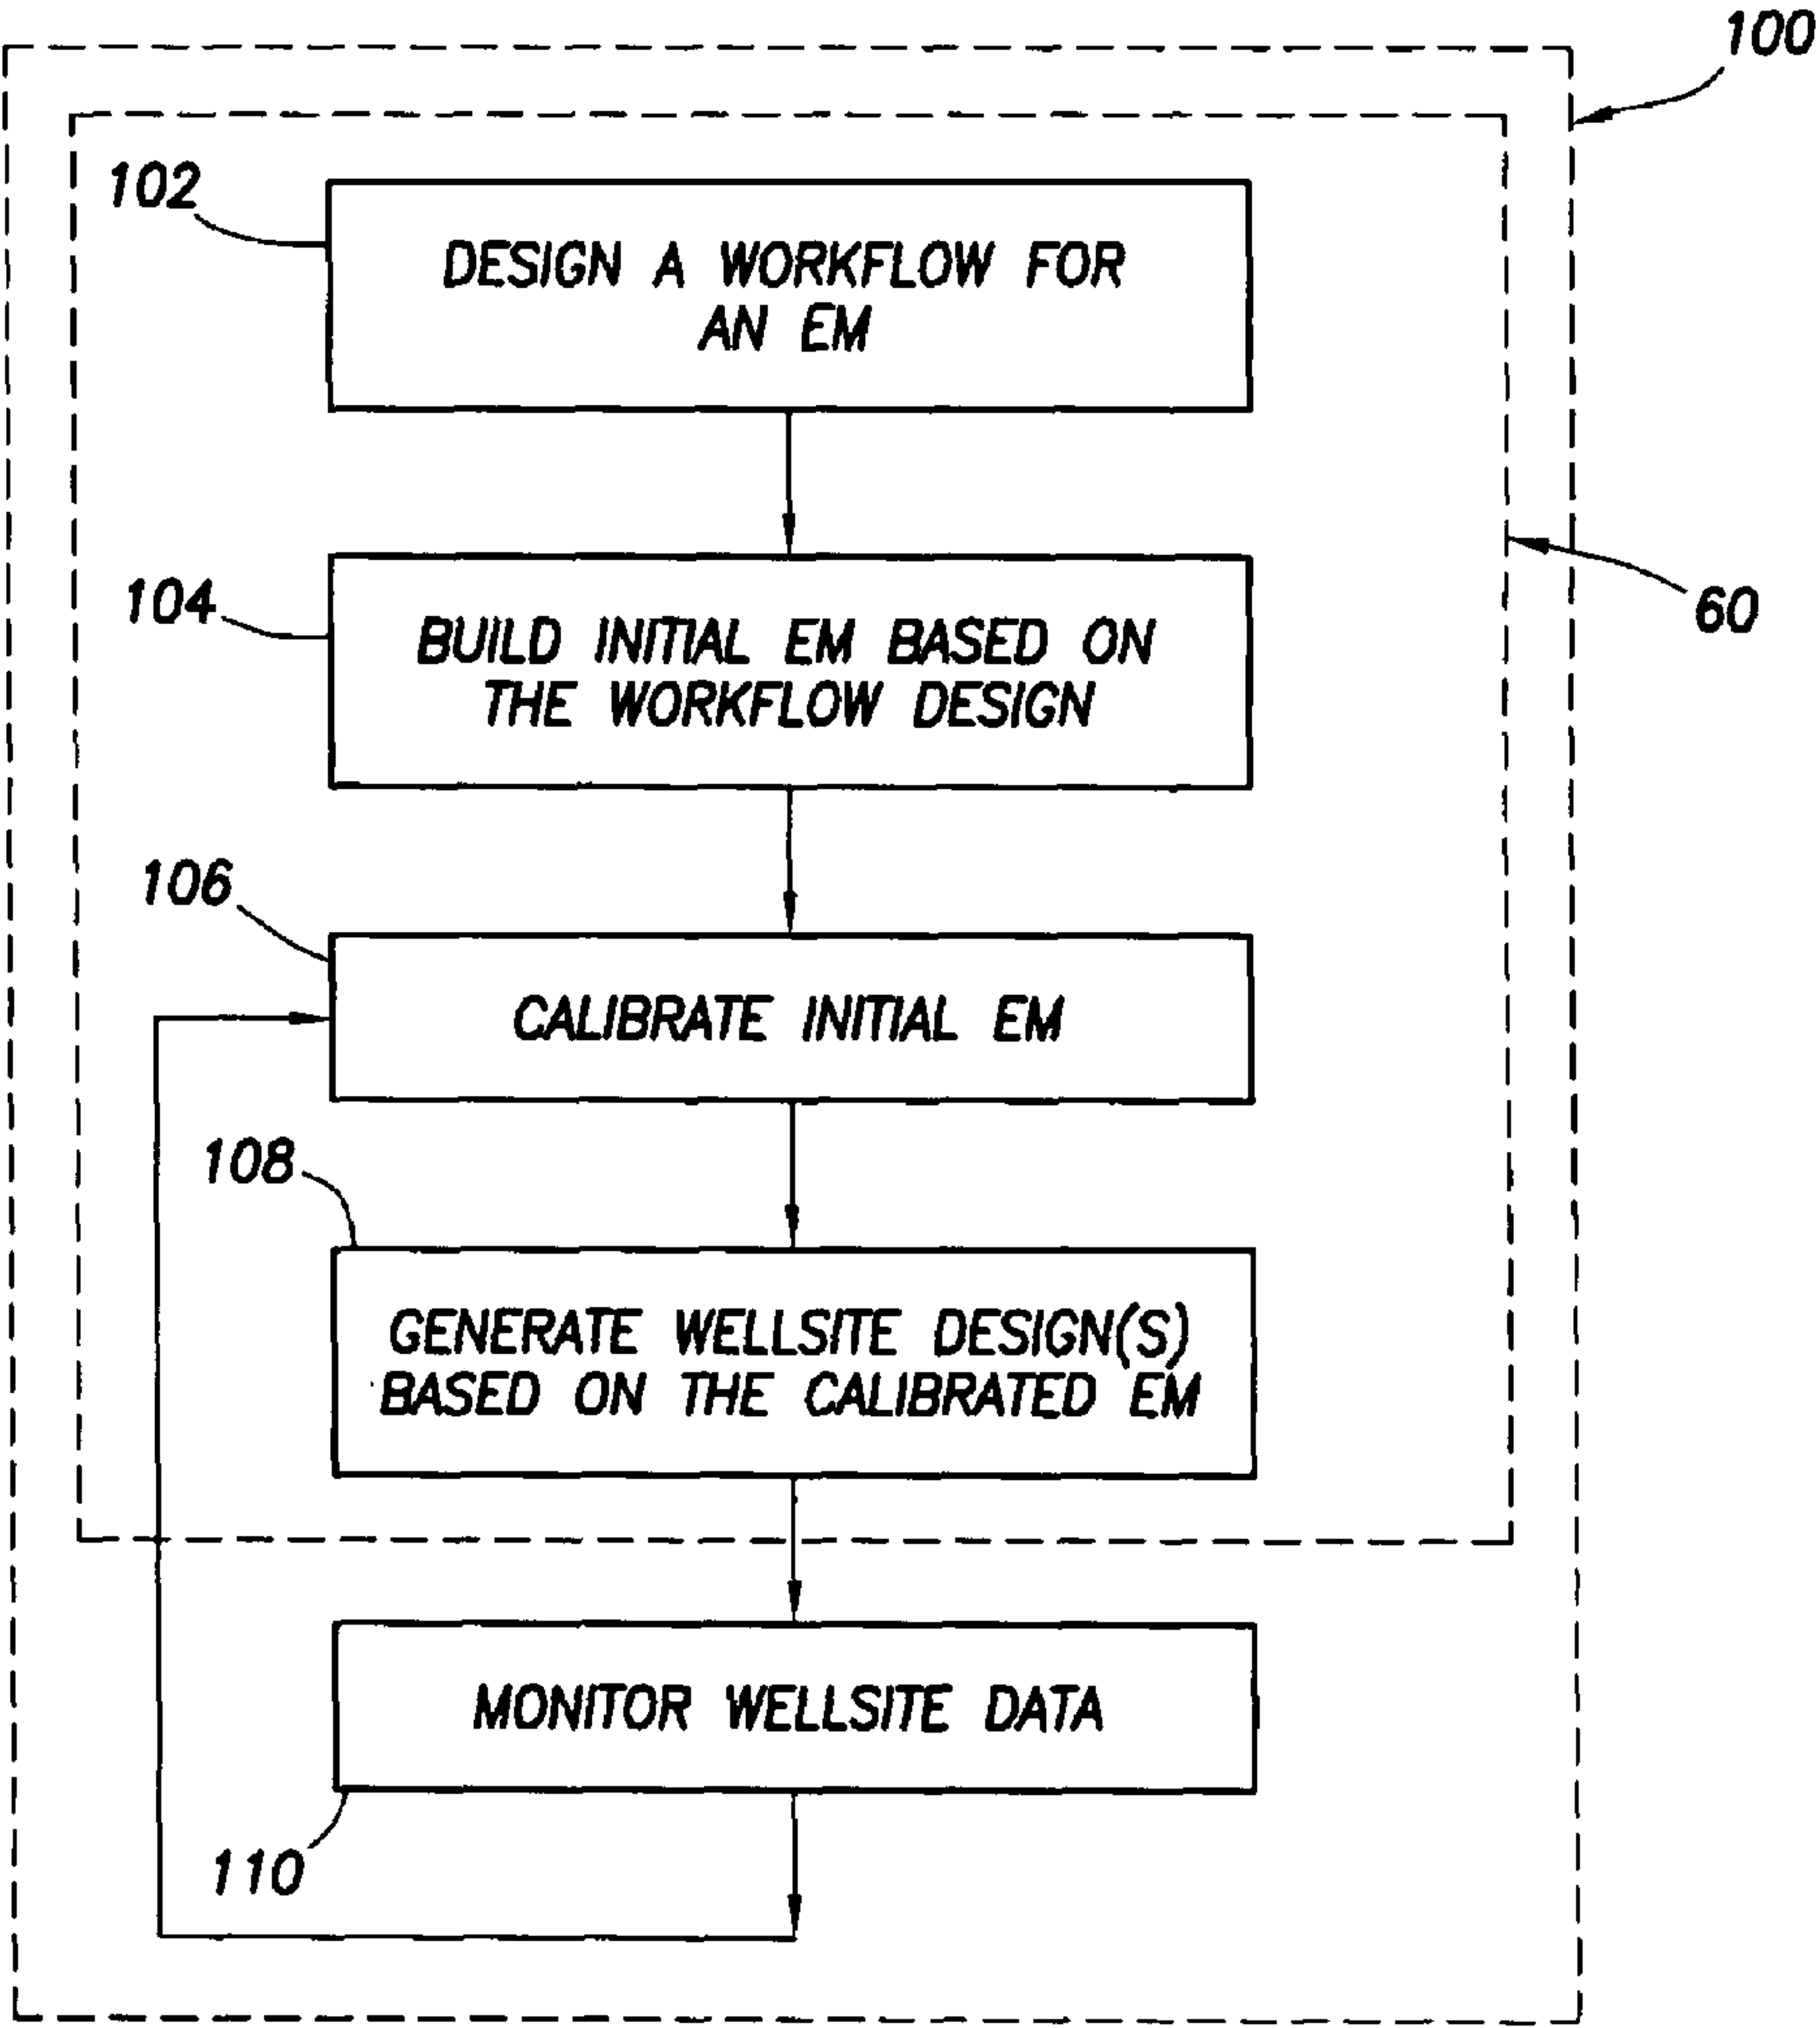 100
102
DESIGN A WORKFLOW FOR
AN EM
104
BUILD INITIAL EM BASED ON
THE WORKFLOW DESIGN
60
106
CALIBRATE INITIAL EM
108
GENERATE WELLSITE DESIGN(S)
BASED ON THE CALIBRATED EM
MONITOR WELLSITE DATA
110